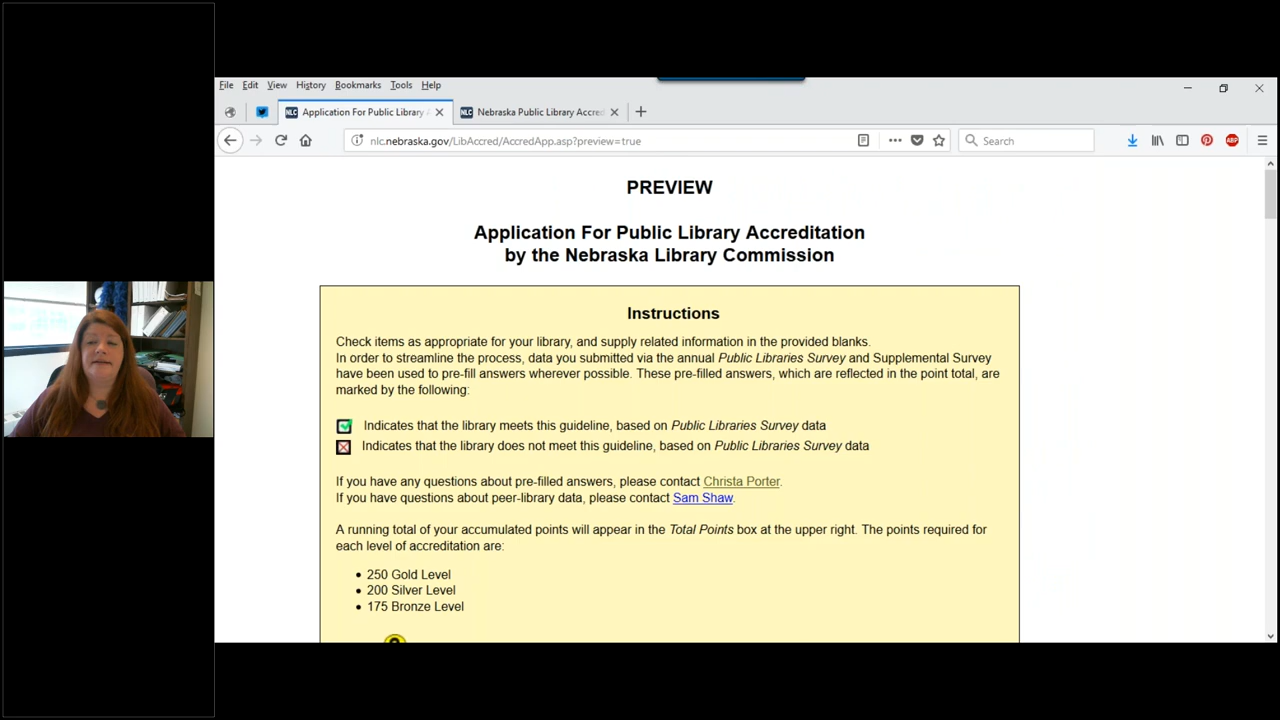 File Edit View History Bookmarks Tools Help
NLC Application For Public Library A
NLC Nebraska Public Library Accre
nlc.nebraska.gov/LibAccred/AccredApp.asp?preview=true
Search
ABP
PREVIEW
Application For Public Library Accreditation
by the Nebraska Library Commission
Instructions
Check items as appropriate for your library, and supply related information in the provided blanks.
In order to streamline the process, data you submitted via the annual Public Libraries Survey and Supplemental Survey
have been used to pre-fill answers wherever possible. These pre-filled answers, which are reflected in the point total, are
marked by the following:
Indicates that the library meets this guideline, based on Public Libraries Survey data
Indicates that the library does not meet this guideline, based on Public Libraries Survey data
If you have any questions about pre-filled answers, please contact Christa Porter.
If you have questions about peer-library data, please contact Sam Shaw.
A running total of your accumulated points will appear in the Total Points box at the upper right. The points required for
each level of accreditation are:
• 250 Gold Level
• 200 Silver Level
• 175 Bronze Level